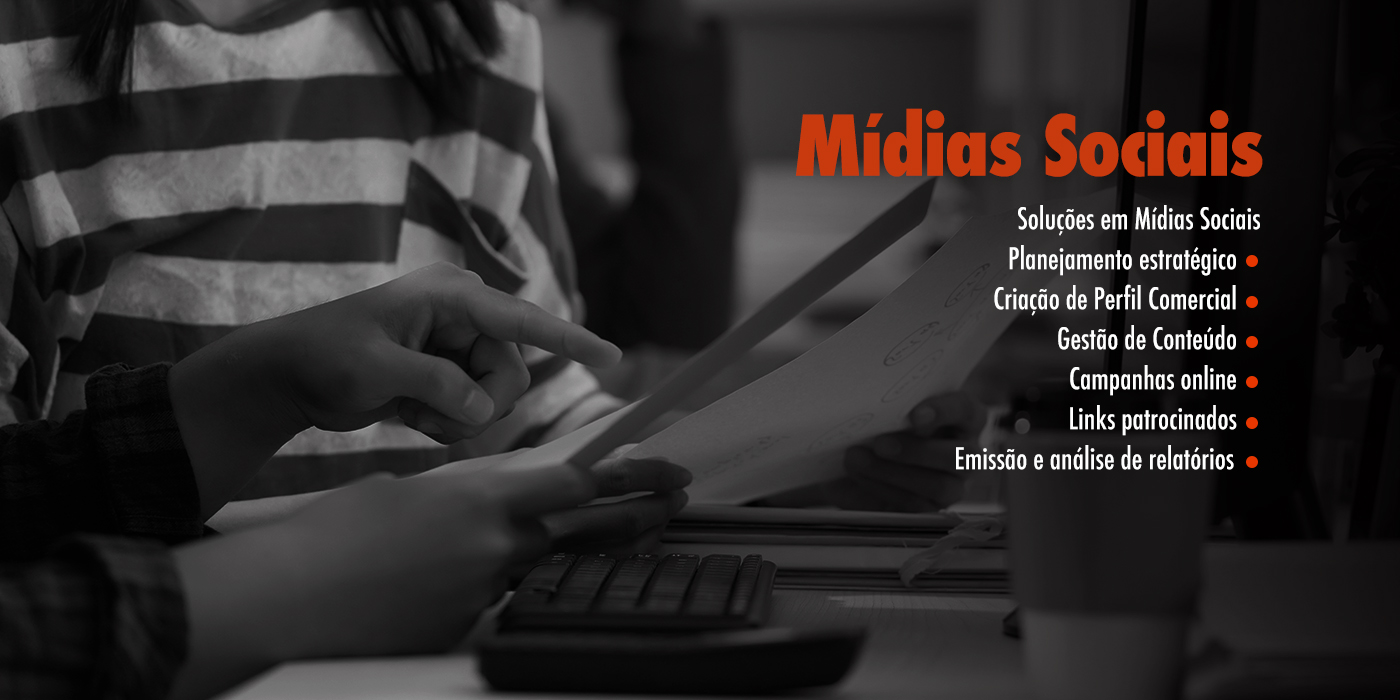 Mídias Sociais
Soluções em Mídias Sociais
Planejamento estratégico
Criação de Perfil Comercial
Gestão de Conteúdo
Campanhas online
Links patrocinados
Emissão e análise de relatórios